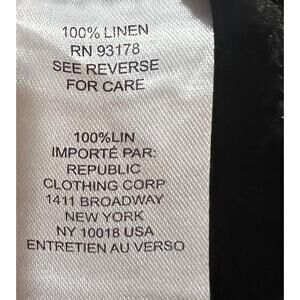 100% LINEN
RN 93178
SEE REVERSE
FOR CARE
100%LIN
IMPORTÉ PAR:
REPUBLIC
CLOTHING CORP
1411 BROADWAY
NEW YORK
NY 10018 USA
ENTRETIEN AU VERSO